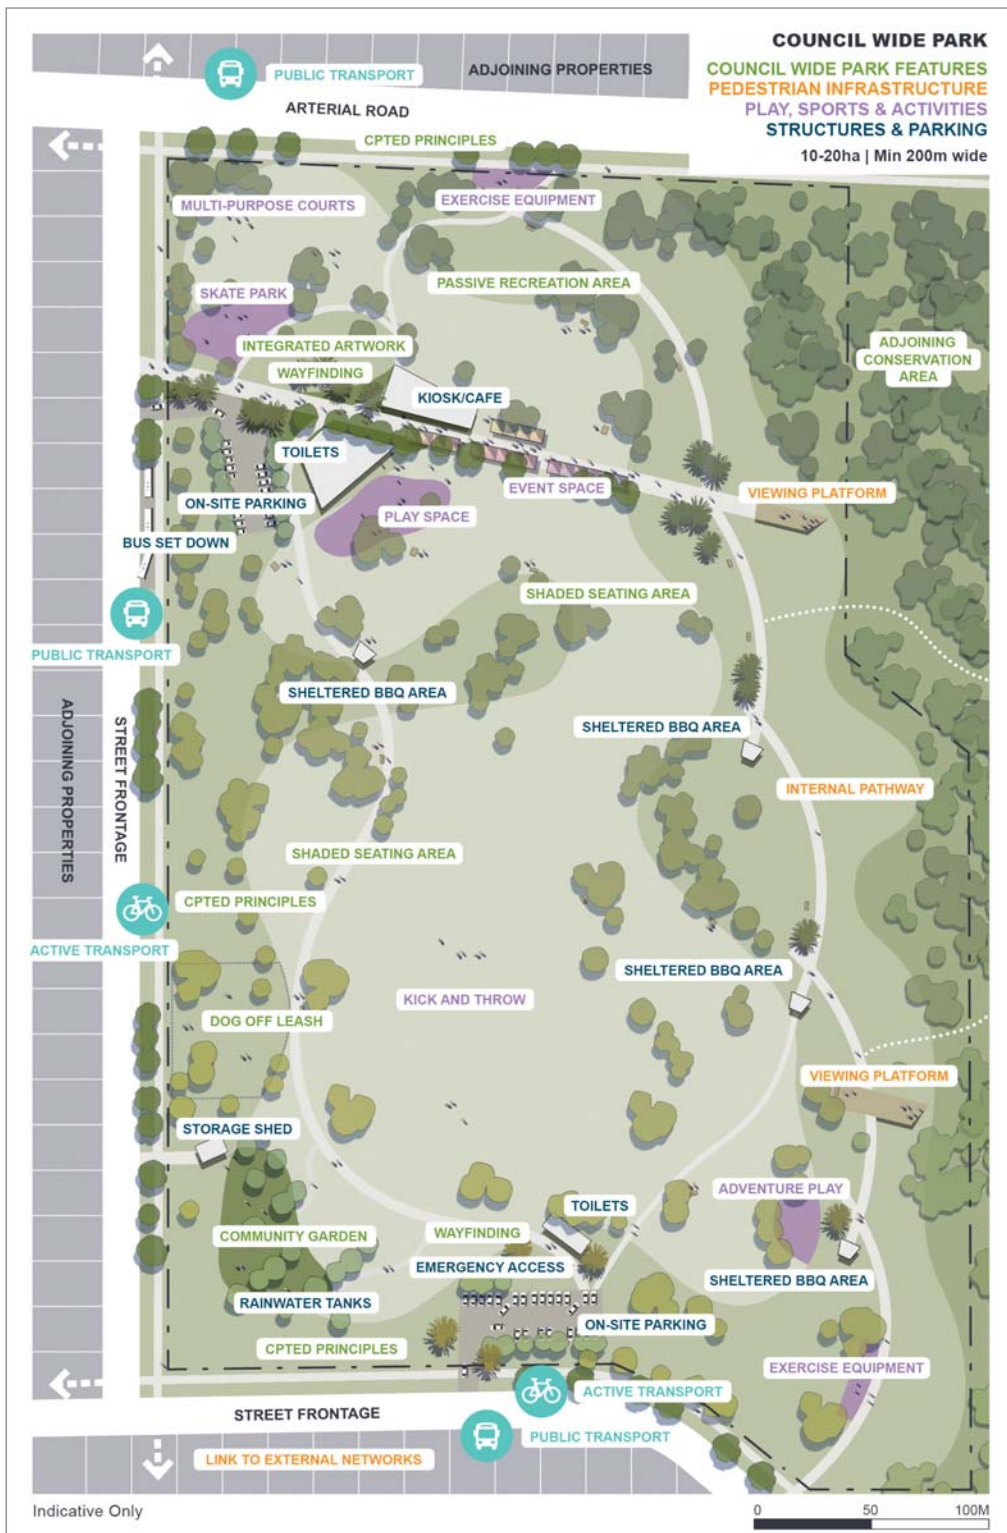 COUNCIL WIDE PARK
COUNCIL WIDE PARK FEATURES
PEDESTRIAN INFRASTRUCTURE
PLAY, SPORTS & ACTIVITIES
STRUCTURES & PARKING
10-20ha | Min 200m wide
PUBLIC TRANSPORT
ADJOINING PROPERTIES
ARTERIAL ROAD
CPTED PRINCIPLES
MULTI-PURPOSE COURTS
EXERCISE EQUIPMENT
PASSIVE RECREATION AREA
SKATE PARK
INTEGRATED ARTWORK
ADJOINING
CONSERVATION
AREA
WAYFINDING
KIOSK/CAFE
TOILETS
EVENT SPACE
VIEWING PLATFORM
ON-SITE PARKING
PLAY SPACE
BUS SET DOWN
SHADED SEATING AREA
PUBLIC TRANSPORT
SHELTERED BBQ AREA
SHELTERED BBQ AREA
ADJOINING PROPERTIES
STREET FRONTAGE
INTERNAL PATHWAY
SHADED SEATING AREA
CPTED PRINCIPLES
ACTIVE TRANSPORT
SHELTERED BBQ AREA
KICK AND THROW
DOG OFF LEASH
VIEWING PLATFORM
STORAGE SHED
ADVENTURE PLAY
TOILETS
COMMUNITY GARDEN
WAYFINDING
EMERGENCY ACCESS
SHELTERED BBQ AREA
RAINWATER TANKS
ON-SITE PARKING
CPTED PRINCIPLES
EXERCISE EQUIPMENT
ACTIVE TRANSPORT
STREET FRONTAGE
PUBLIC TRANSPORT
LINK TO EXTERNAL NETWORKS
Indicative Only
0 50 100M